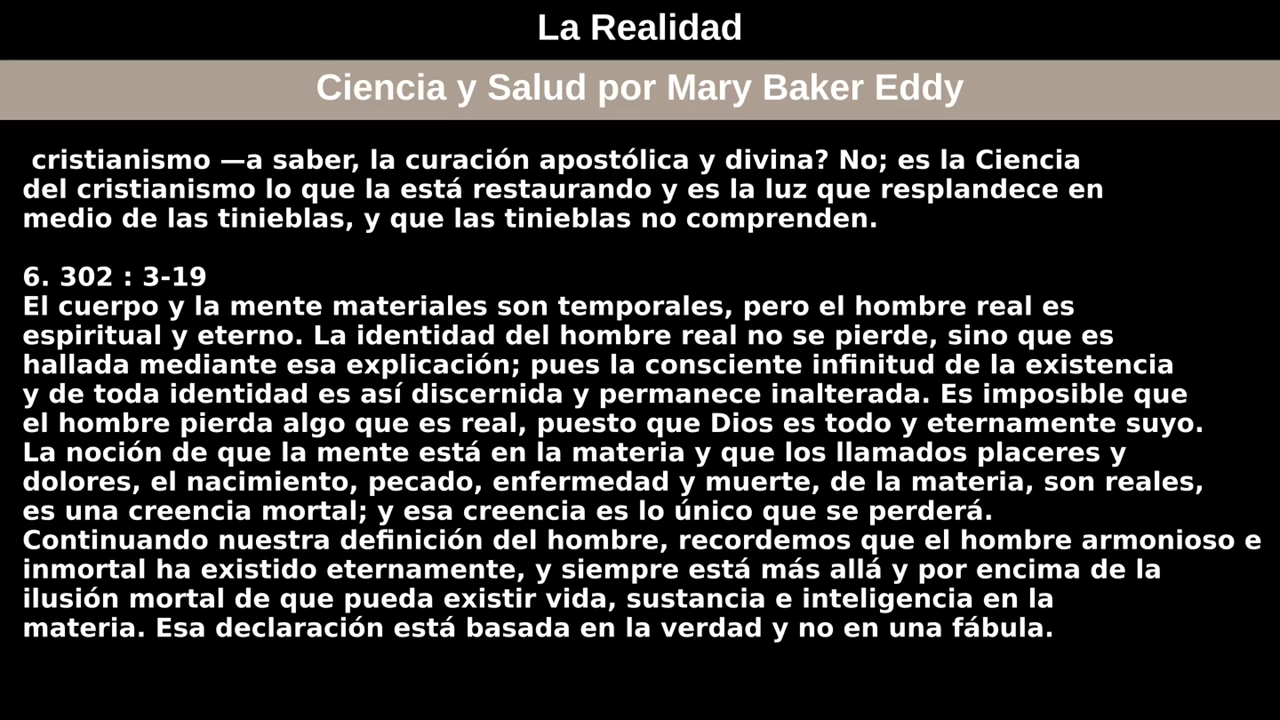 La Realidad
Ciencia y Salud por Mary Baker Eddy
cristianismo —a saber, la curación apostólica y divina? No; es la Ciencia
del cristianismo lo que la está restaurando y es la luz que resplandece en
medio de las tinieblas, y que las tinieblas no comprenden.
6. 302 : 3-19
El cuerpo y la mente materiales son temporales, pero el hombre real es
espiritual y eterno. La identidad del hombre real no se pierde, sino que es
hallada mediante esa explicación; pues la consciente infinitud de la existencia
y de toda identidad es así discernida y permanece inalterada. Es imposible que
el hombre pierda algo que es real, puesto que Dios es todo y eternamente suyo.
La noción de que la mente está en la materia y que los llamados placeres y
dolores, el nacimiento, pecado, enfermedad y muerte, de la materia, son reales,
es una creencia mortal; y esa creencia es lo único que se perderá.
Continuando nuestra definición del hombre, recordemos que el hombre armonioso e
inmortal ha existido eternamente, y siempre está más allá y por encima de la
ilusión mortal de que pueda existir vida, sustancia e inteligencia en la
materia. Esa declaración está basada en la verdad y no en una fábula.